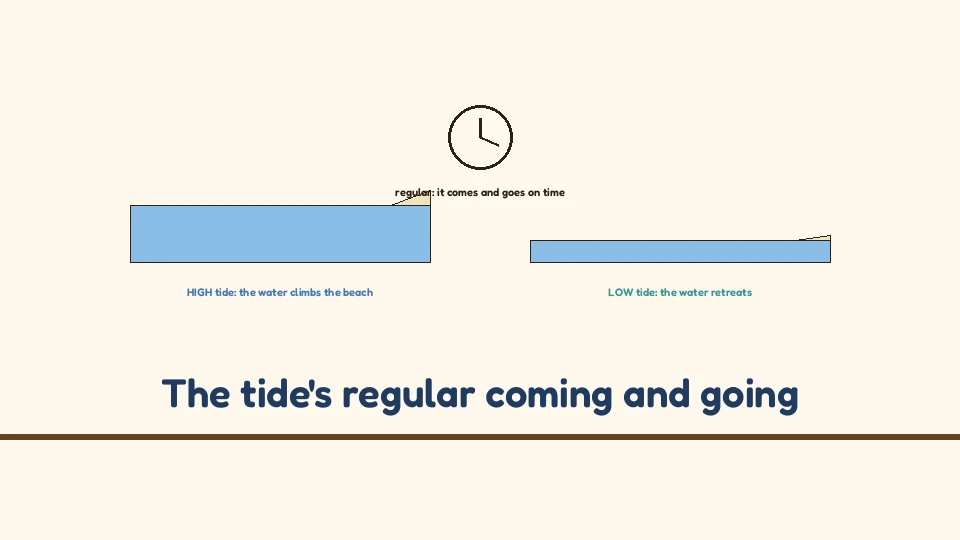 regular: it comes and goes on time
HIGH tide: the water climbs the beach
LOW tide: the water retreats
The tide's regular coming and going